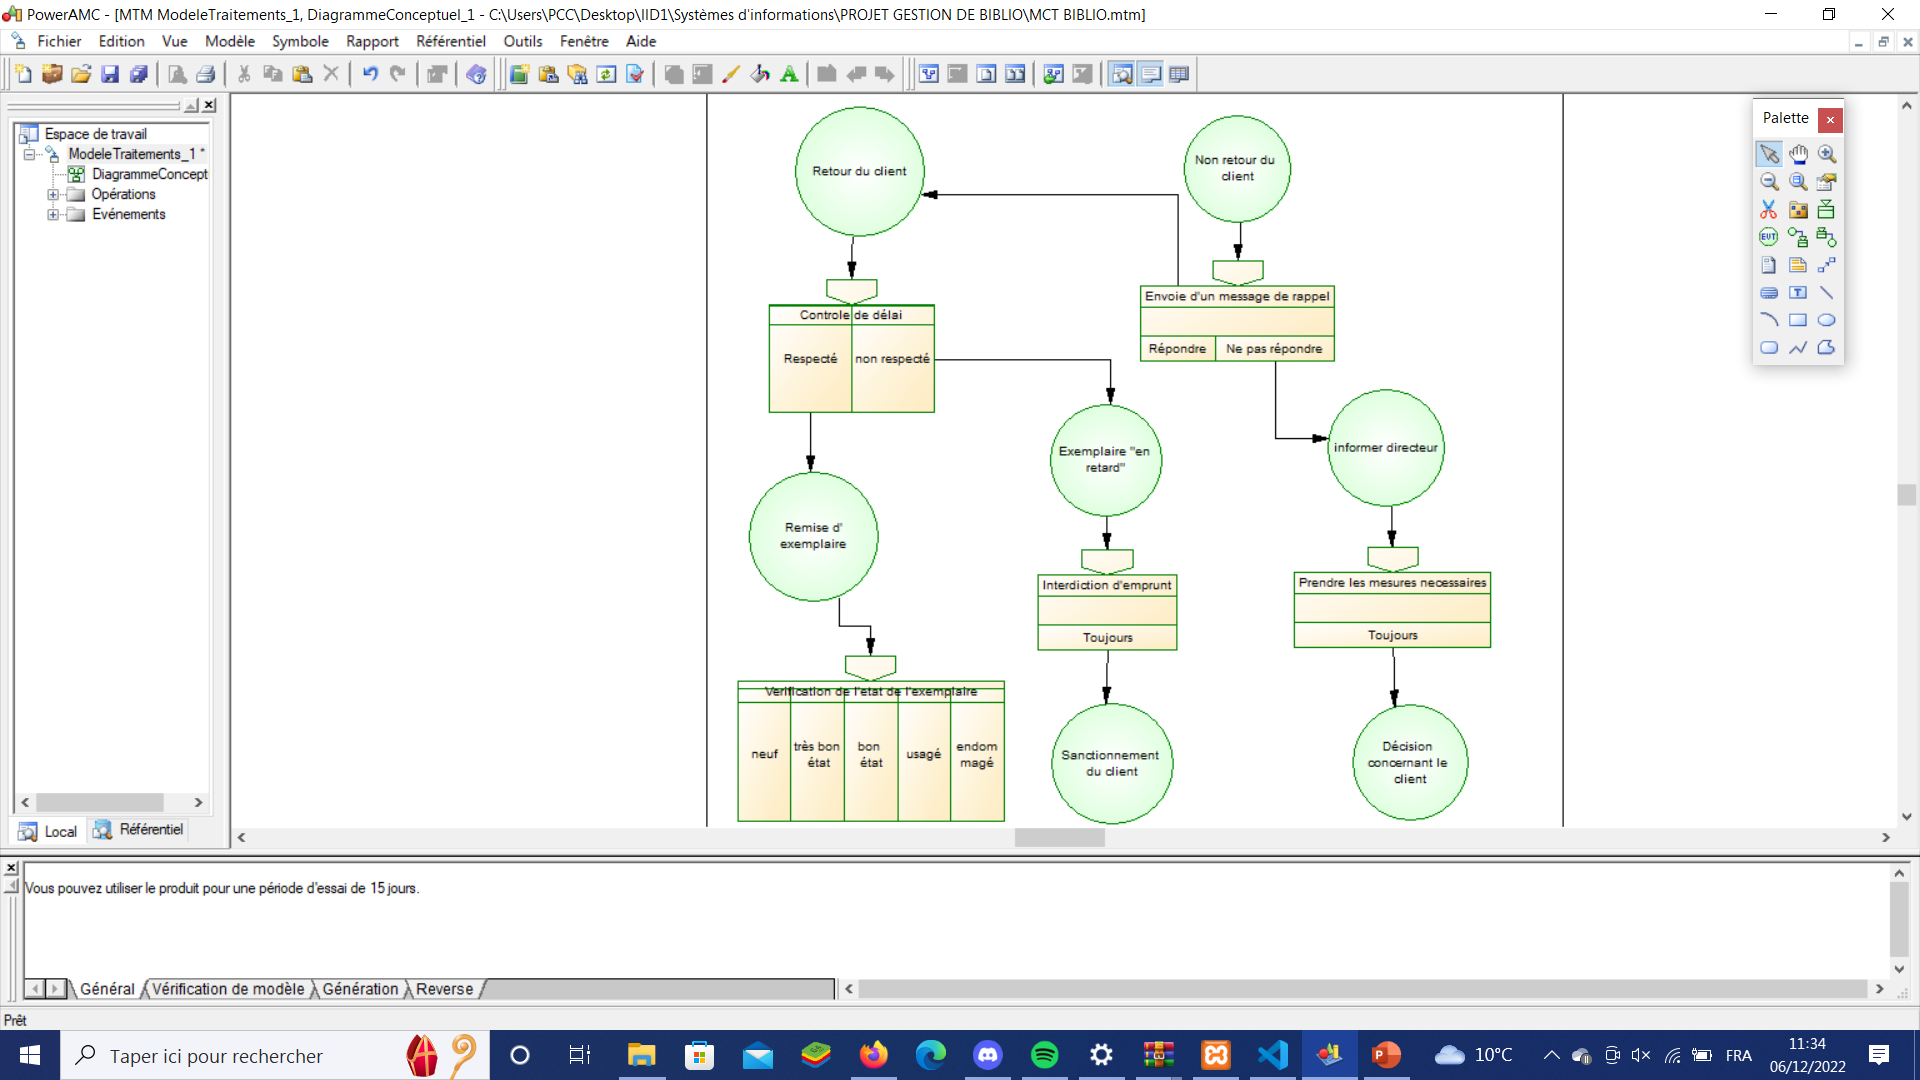 PowerAMC - [MTM ModeleTraitements_1, DiagrammeConceptuel_1 - C:\Users\PCC\Desktop\IID1\Systèmes d'informations\PROJET GESTION DE BIBLIO\MCT BIBLIO.mtm]
Fichier Edition Vue Modèle Symbole Rapport Référentiel Outils Fenêtre Aide
Espace de travail
ModeleTraitements_1 *
DiagrammeConcept
Opérations
Evénements
Local Référentiel
Retour du client
Non retour du
client
Envoie d'un message de rappel
Répondre Ne pas répondre
Controle de délai
Respecté non respecté
Exemplaire "en
retard"
informer directeur
Remise d'
exemplaire
Interdiction d'emprunt
Toujours
Prendre les mesures necessaires
Toujours
Verification de l'etat de l'exemplaire
neuf
très bon
état
bon
état
usagé
endom
magé
Sanctionnement
du client
Décision
concernant le
client
Palette
EVT
T
Vous pouvez utiliser le produit pour une période d'essai de 15 jours.
Général Vérification de modèle Génération Reverse
Prêt
Taper ici pour rechercher
10°C
FRA
11:34
06/12/2022